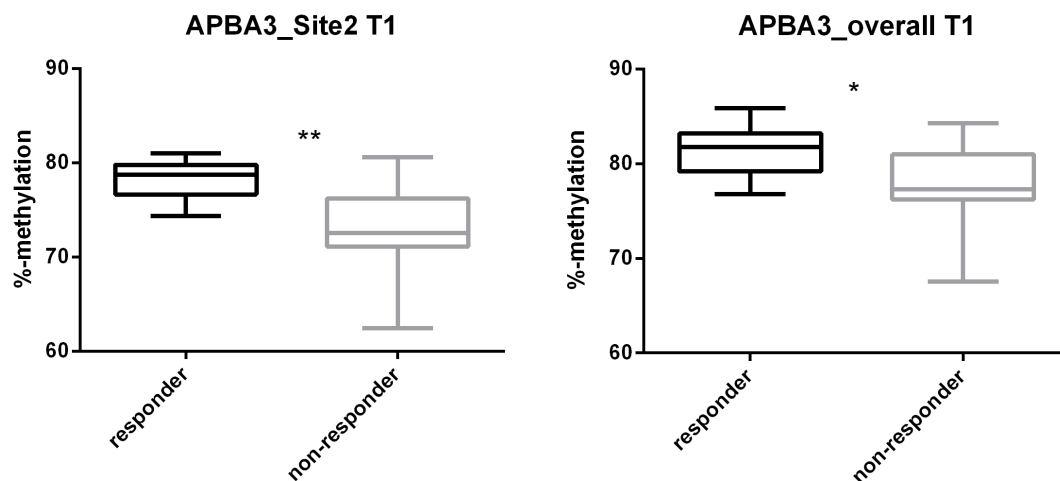 APBA3_Site2 T1
%-methylation
90
80
70
60
**
responder
non-responder
APBA3_overall T1
%-methylation
90
80
70
60
*
responder
non-responder